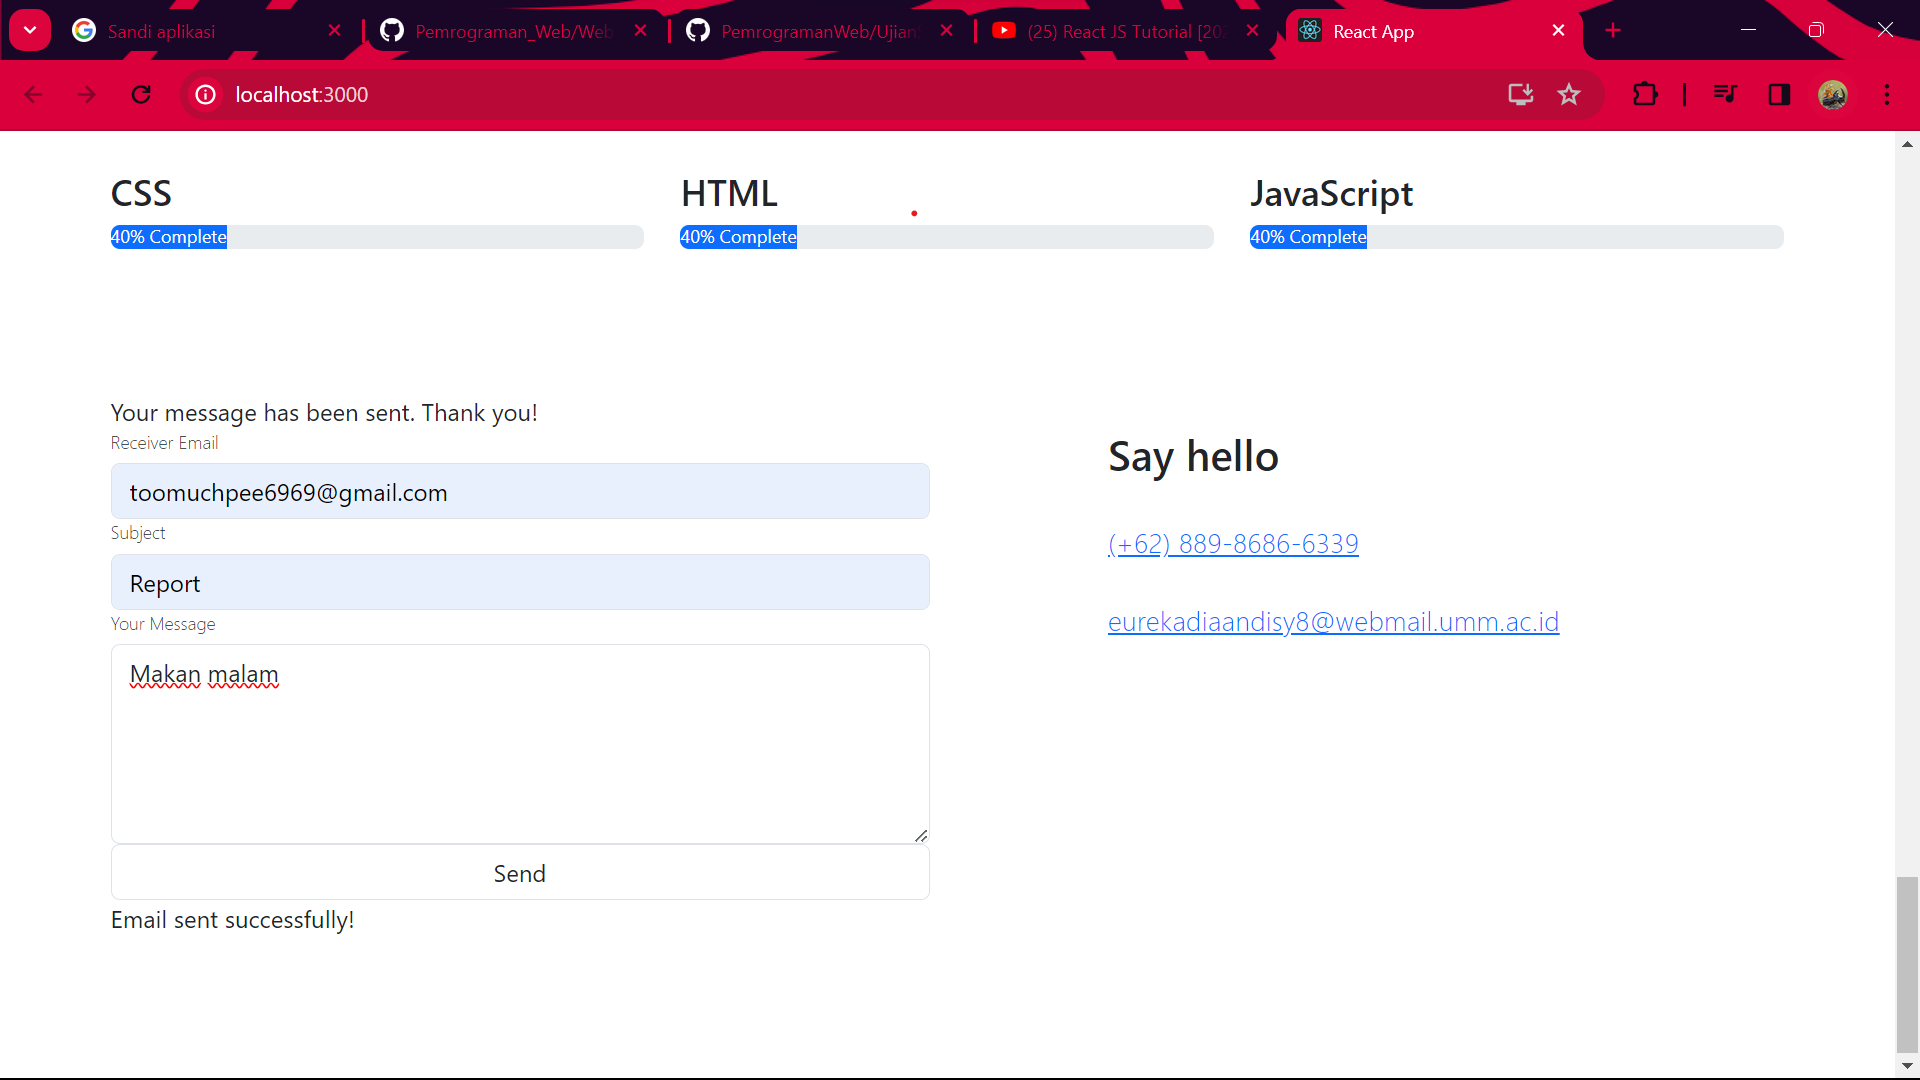 Sandi aplikasi
Pemrograman_Web/Web
PemrogramanWeb/Ujian
(25) React JS Tutorial [202
React App
localhost:3000
CSS
HTML
JavaScript
40% Complete
40% Complete
40% Complete
Your message has been sent. Thank you!
Receiver Email
toomuchpee6969@gmail.com
Subject
Report
Your Message
Makan malam
Send
Email sent successfully!
Say hello
(+62) 889-8686-6339
eurekadiaandisy8@webmail.umm.ac.id